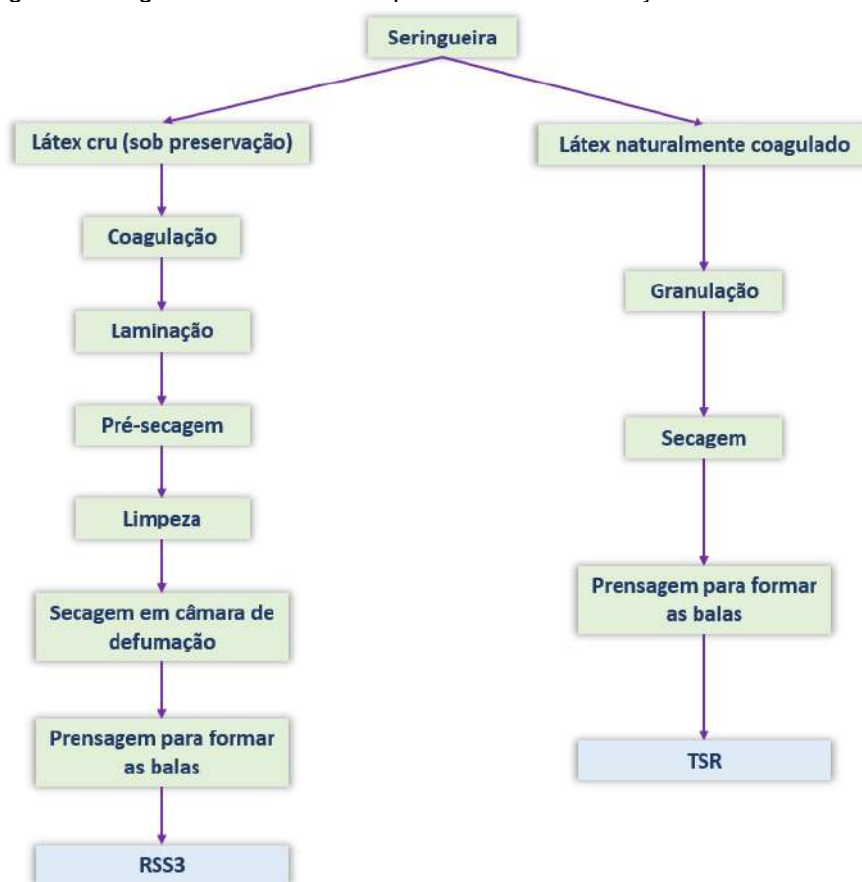 Seringueira
Látex cru (sob preservação)
Coagulação
Laminação
Pré-secagem
Limpeza
Secagem em câmara de
defumação
Prensagem para formar
as balas
RSS3
Látex naturalmente coagulado
Granulação
Secagem
Prensagem para formar
as balas
TSR